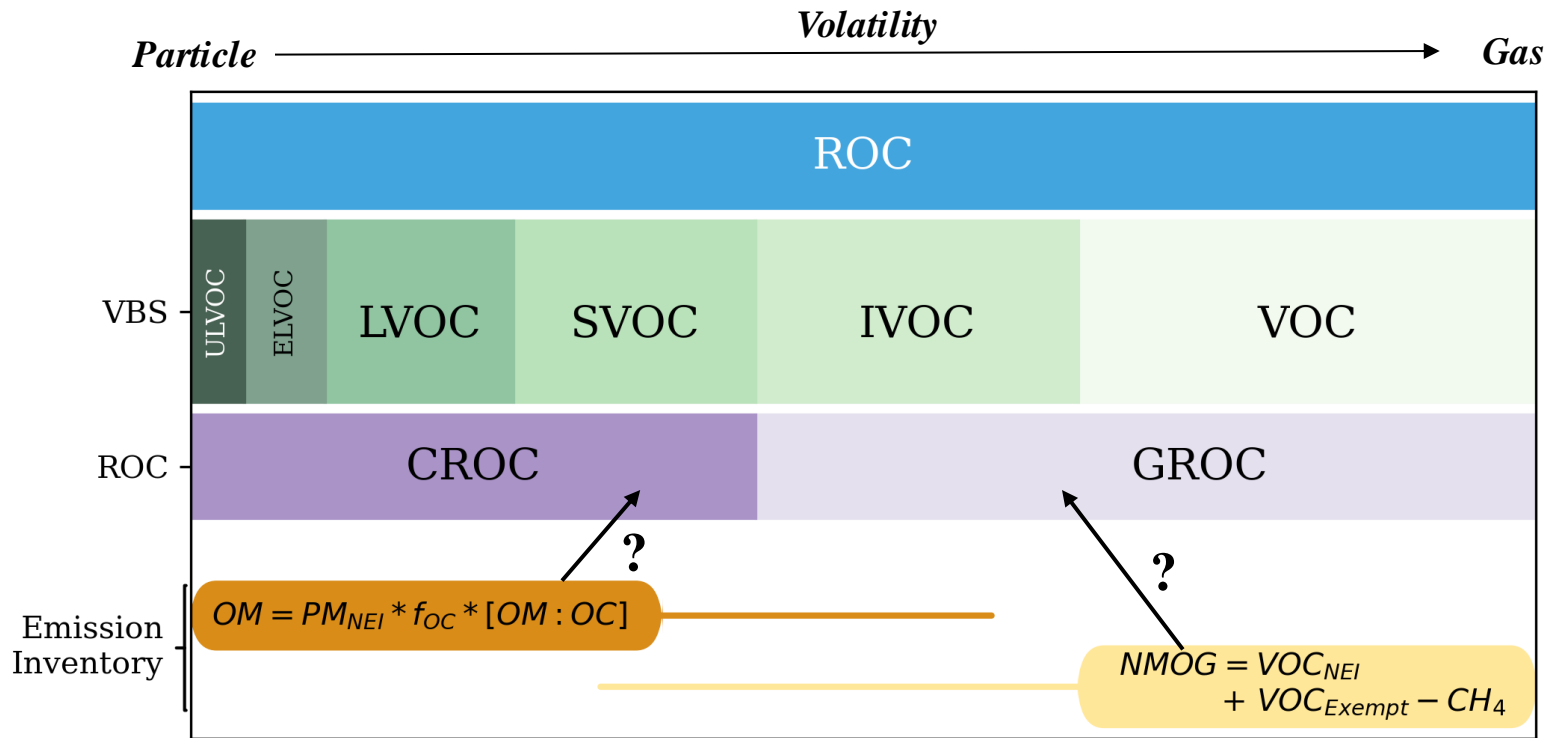 Volatility
Particle
Gas
ROC
VBS
ULVOC
ELVOC
LVOC
SVOC
IVOC
VOC
ROC
CROC
GROC
?
?
Emission
Inventory
OM = PM_NEI * f_OC * [OM : OC]
NMOG = VOC_NEI
+ VOC_Exempt − CH_4